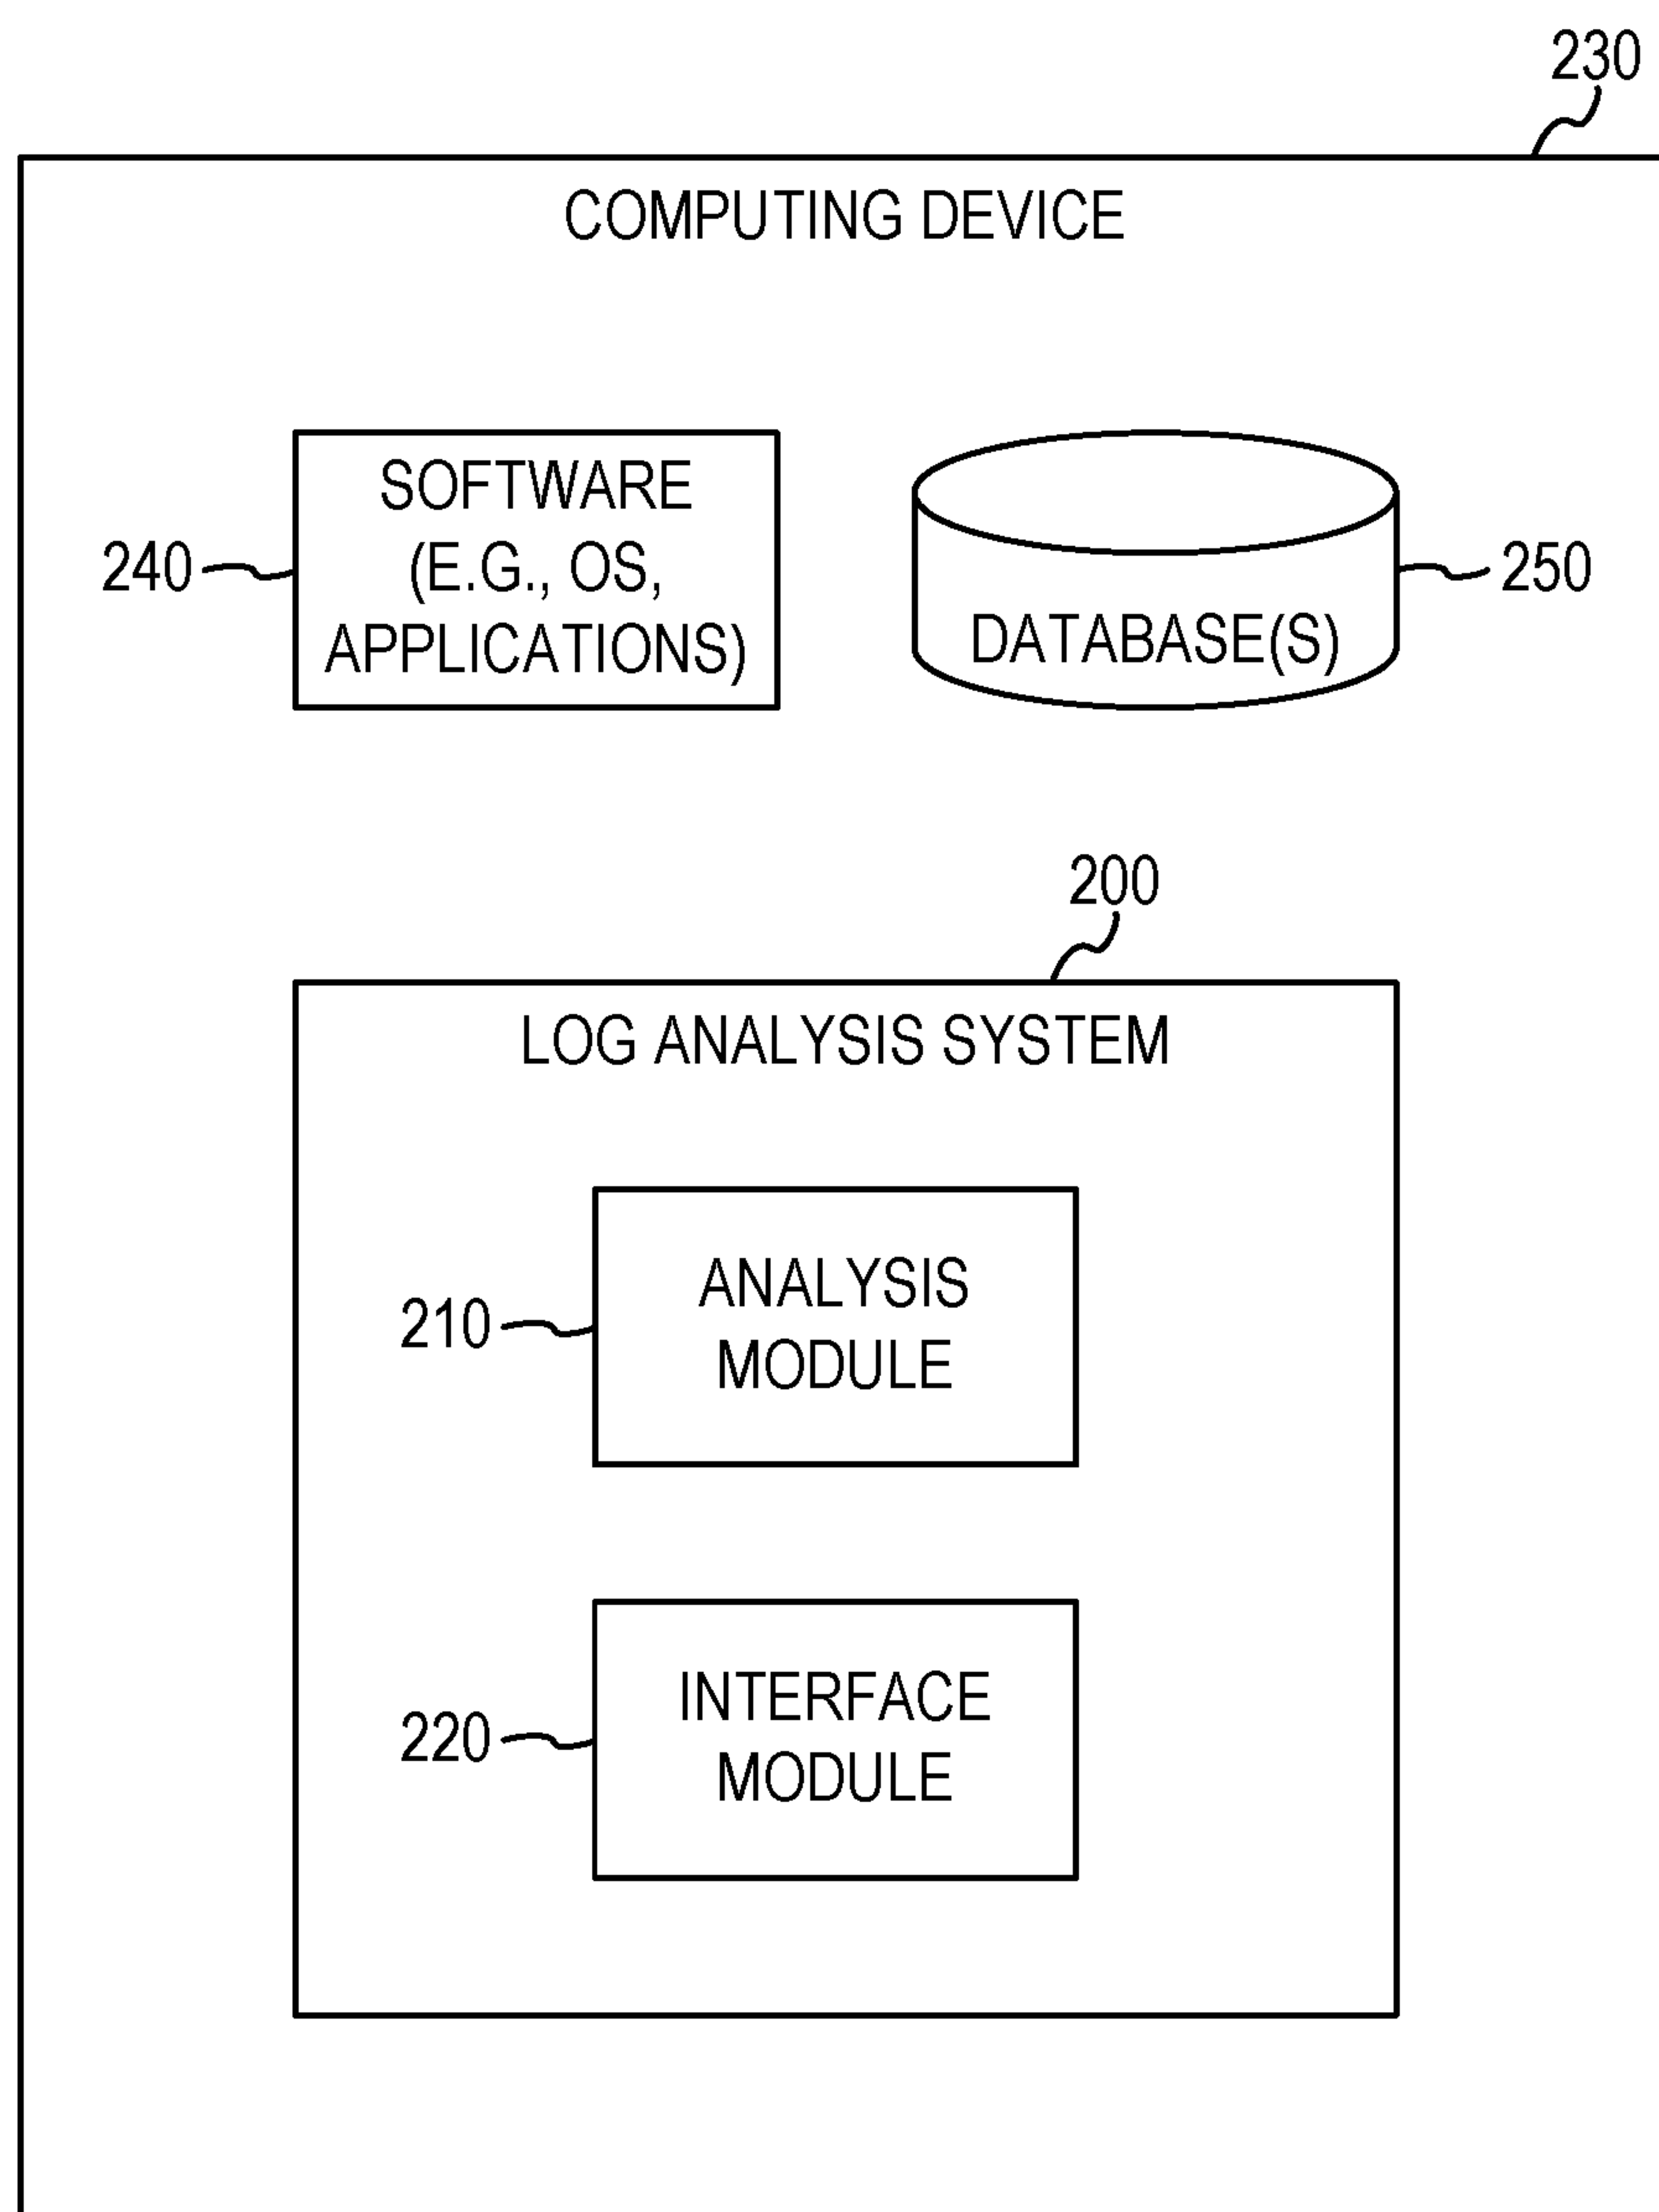 230
COMPUTING DEVICE
SOFTWARE
(E.G., OS,
APPLICATIONS)
240
DATABASE(S)
250
200
LOG ANALYSIS SYSTEM
ANALYSIS
MODULE
210
INTERFACE
MODULE
220